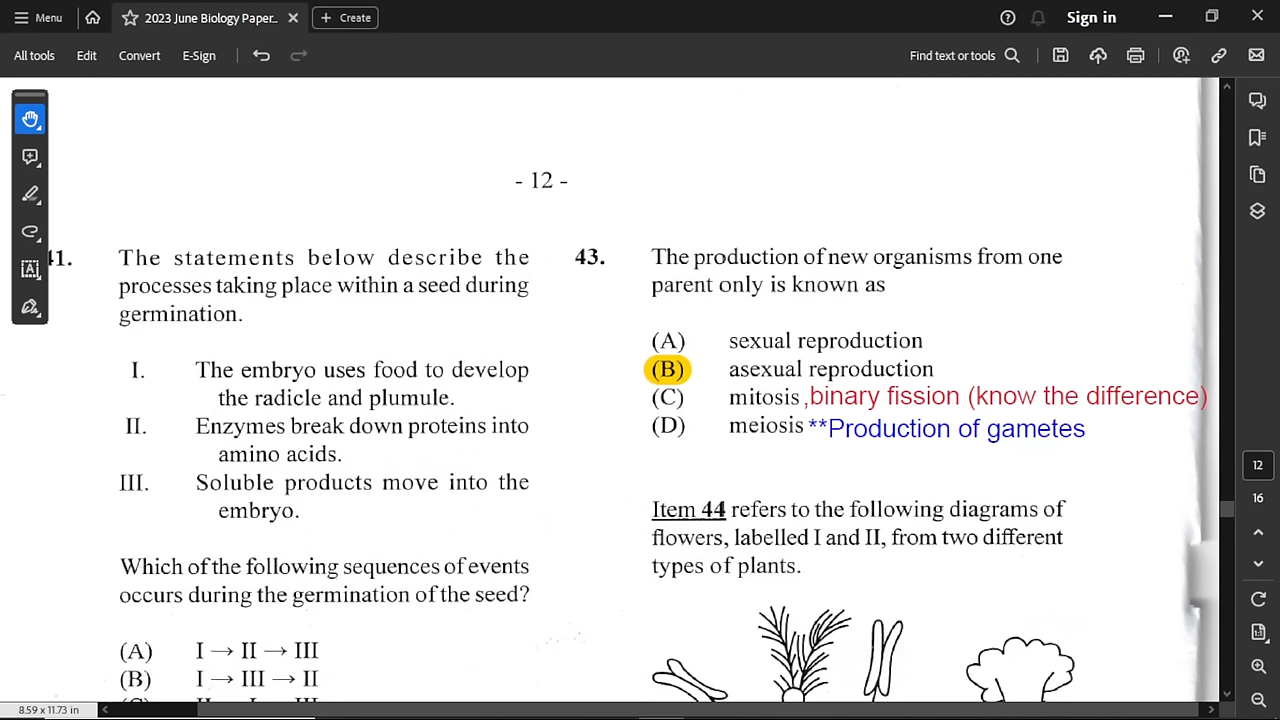 Menu
2023 June Biology Paper...
Create
Sign in
All tools
Edit
Convert
E-Sign
Find text or tools
- 12 -
41.
The statements below describe the
processes taking place within a seed during
germination.
I. The embryo uses food to develop
the radicle and plumule.
II. Enzymes break down proteins into
amino acids.
III. Soluble products move into the
embryo.
Which of the following sequences of events
occurs during the germination of the seed?
(A) I → II → III
(B) I → III → II
43. The production of new organisms from one
parent only is known as
(A) sexual reproduction
(B) asexual reproduction
(C) mitosis ,binary fission (know the difference)
(D) meiosis **Production of gametes
Item 44 refers to the following diagrams of
flowers, labelled I and II, from two different
types of plants.
12
16
8.59 x 11.73 in